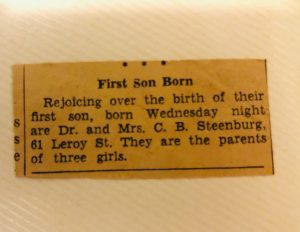 * * *
First Son Born
Rejoicing over the birth of their
first son, born Wednesday night
are Dr. and Mrs. C. B. Steenburg,
61 Leroy St. They are the parents
of three girls.
s
s
e